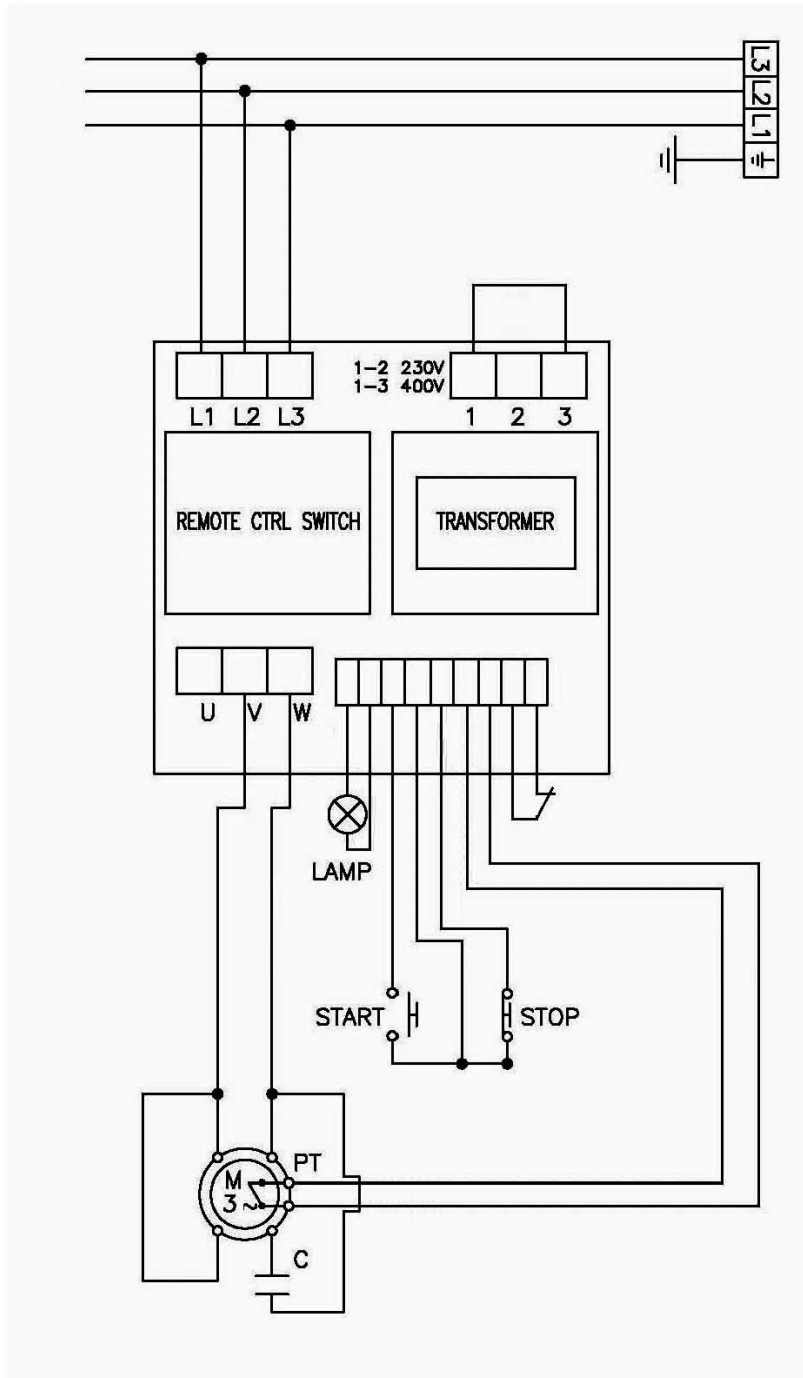 L3
L2
L1
1-2 230V
1-3 400V
L1 L2 L3
1 2 3
REMOTE CTRL SWITCH
TRANSFORMER
U V W
LAMP
START
STOP
PT
M
3~
C